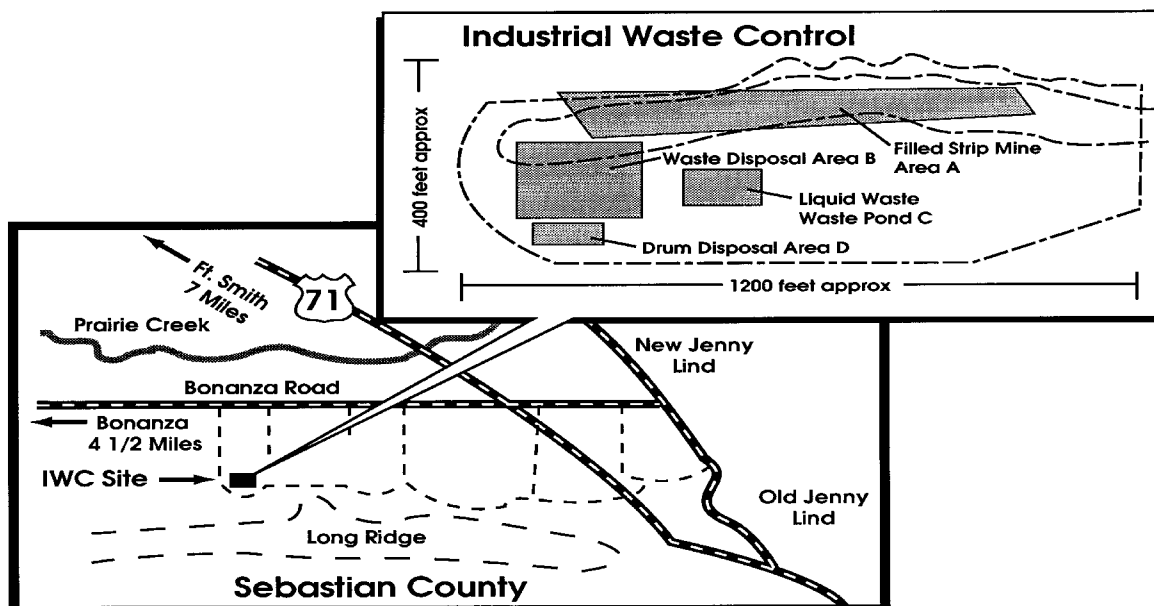 Industrial Waste Control
400 feet approx
Waste Disposal Area B
Filled Strip Mine
Area A
Liquid Waste
Waste Pond C
Drum Disposal Area D
1200 feet approx
Ft. Smith
7 Miles
71
Prairie Creek
New Jenny
Lind
Bonanza Road
Bonanza
4 1/2 Miles
IWC Site
Old Jenny
Lind
Long Ridge
Sebastian County